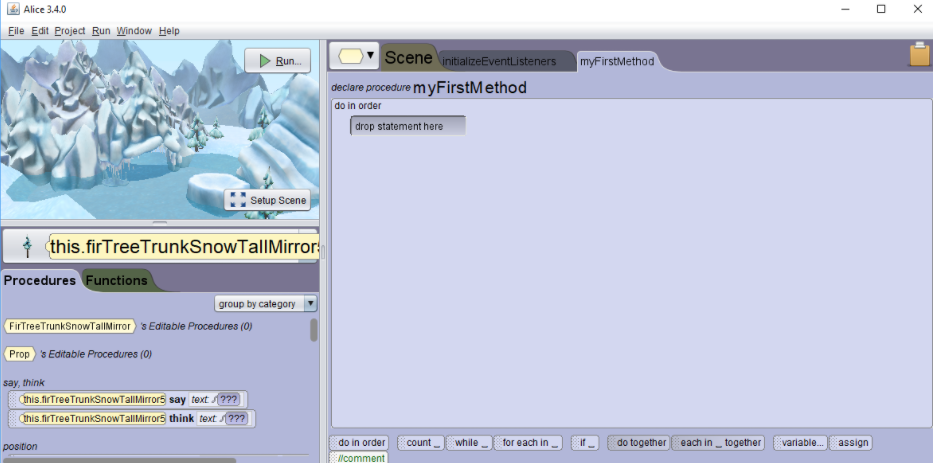 Alice 3.4.0
File Edit Project Run Window Help
Run...
Setup Scene
this.firTreeTrunkSnowTallMirror5
Procedures Functions
group by category
FirTreeTrunkSnowTallMirror 's Editable Procedures (0)
Prop 's Editable Procedures (0)
say, think
this.firTreeTrunkSnowTallMirror5 say text: ???
this.firTreeTrunkSnowTallMirror5 think text: ???
position
Scene initializeEventListeners myFirstMethod
declare procedure myFirstMethod
do in order
drop statement here
do in order count _ while _ for each in _ if _ do together each in _ together variable... assign
//comment